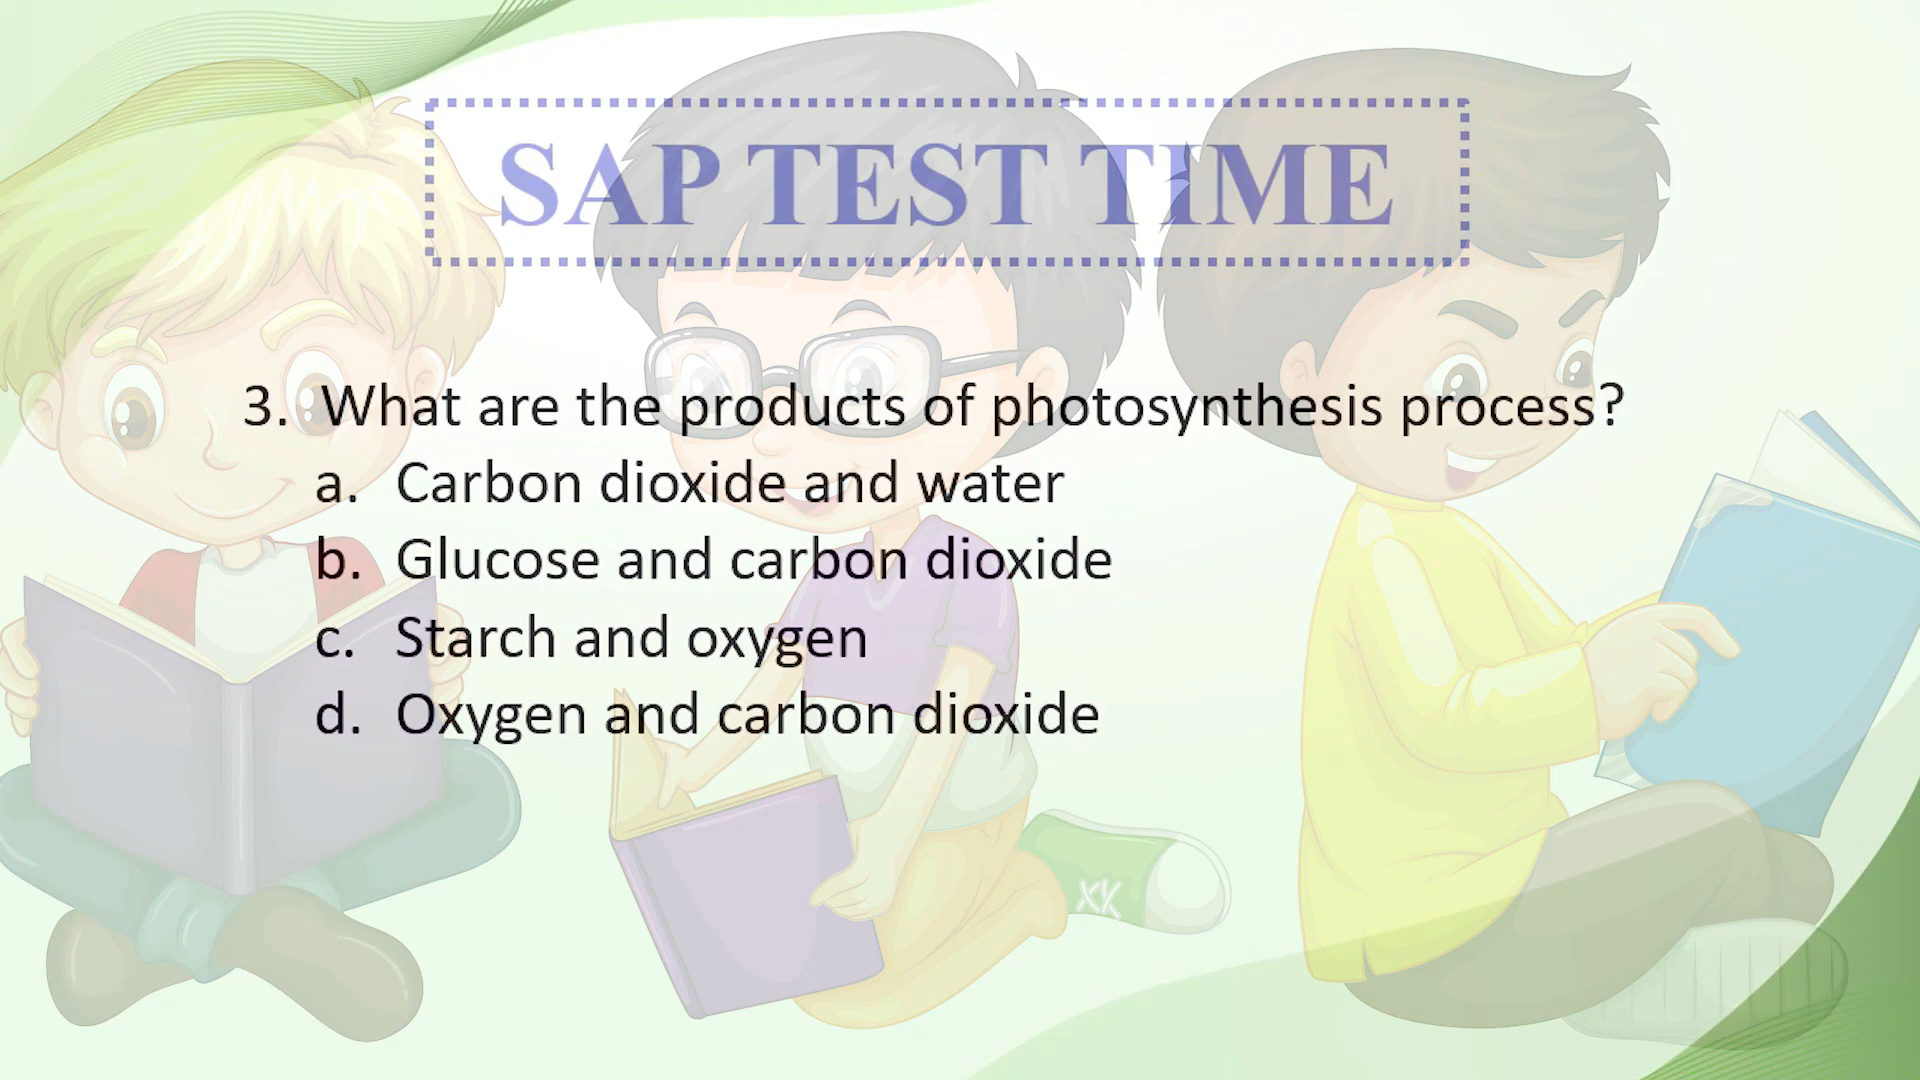 SAP TEST TIME
3. What are the products of photosynthesis process?
a. Carbon dioxide and water
b. Glucose and carbon dioxide
c. Starch and oxygen
d. Oxygen and carbon dioxide
XX